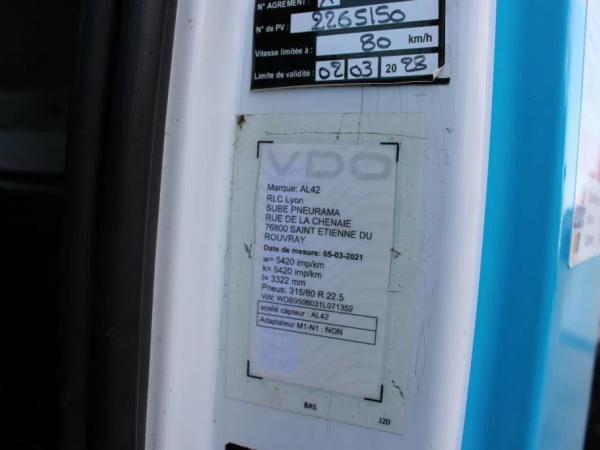 N° AGREMENT :
N° de PV : 2265150
Vitesse limitée à : 80 km/h
Limite de validité : 02 03 20 23
VDO
Marque: AL42
RLC Lyon
SUBE PNEURAMA
RUE DE LA CHENAIE
76800 SAINT ETIENNE DU
ROUVRAY
Date de mesure: 05-03-2021
w= 5420 imp/km
k= 5420 imp/km
l= 3322 mm
Pneus: 315/80 R 22.5
VIN: WDB9506031L071352
scellé capteur : AL42
Adaptateur M1-N1 : NON
BAS
J20